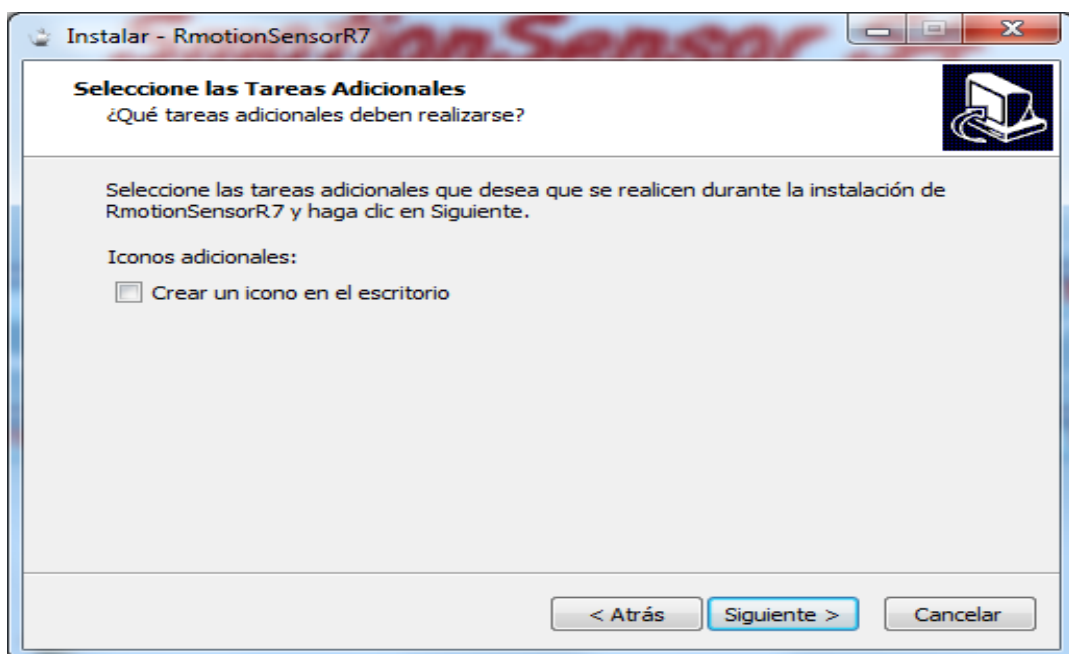 Instalar - RmotionSensorR7
Seleccione las Tareas Adicionales
¿Qué tareas adicionales deben realizarse?
Seleccione las tareas adicionales que desea que se realicen durante la instalación de
RmotionSensorR7 y haga clic en Siguiente.
Iconos adicionales:
Crear un icono en el escritorio
< Atrás Siguiente > Cancelar